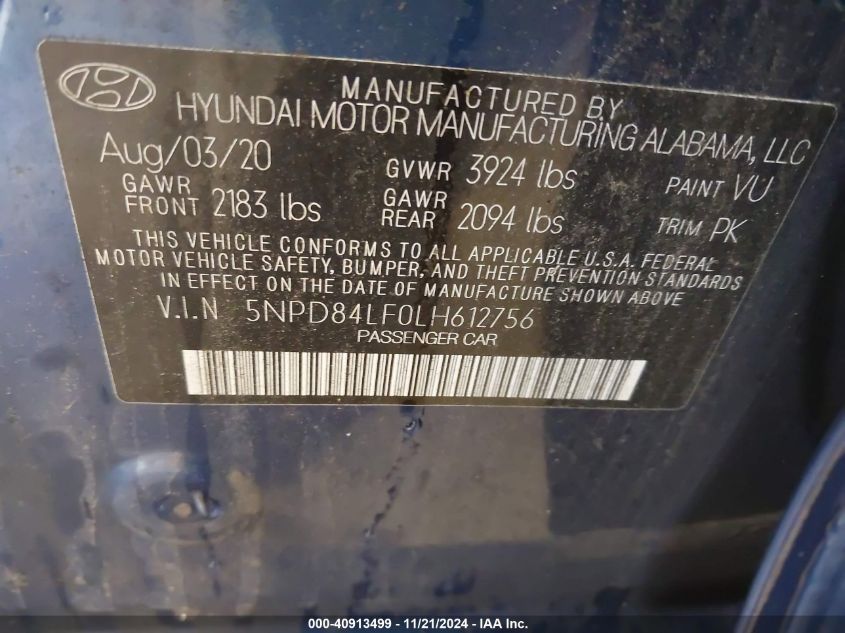 MANUFACTURED BY
HYUNDAI MOTOR MANUFACTURING ALABAMA, LLC
Aug/03/20 GVWR 3924 lbs PAINT VU
GAWR FRONT 2183 lbs GAWR REAR 2094 lbs TRIM PK
THIS VEHICLE CONFORMS TO ALL APPLICABLE U.S.A. FEDERAL
MOTOR VEHICLE SAFETY, BUMPER, AND THEFT PREVENTION STANDARDS
IN EFFECT ON THE DATE OF MANUFACTURE SHOWN ABOVE
V.I.N 5NPD84LF0LH612756
PASSENGER CAR
000-40913499 - 11/21/2024 - IAAI.COM